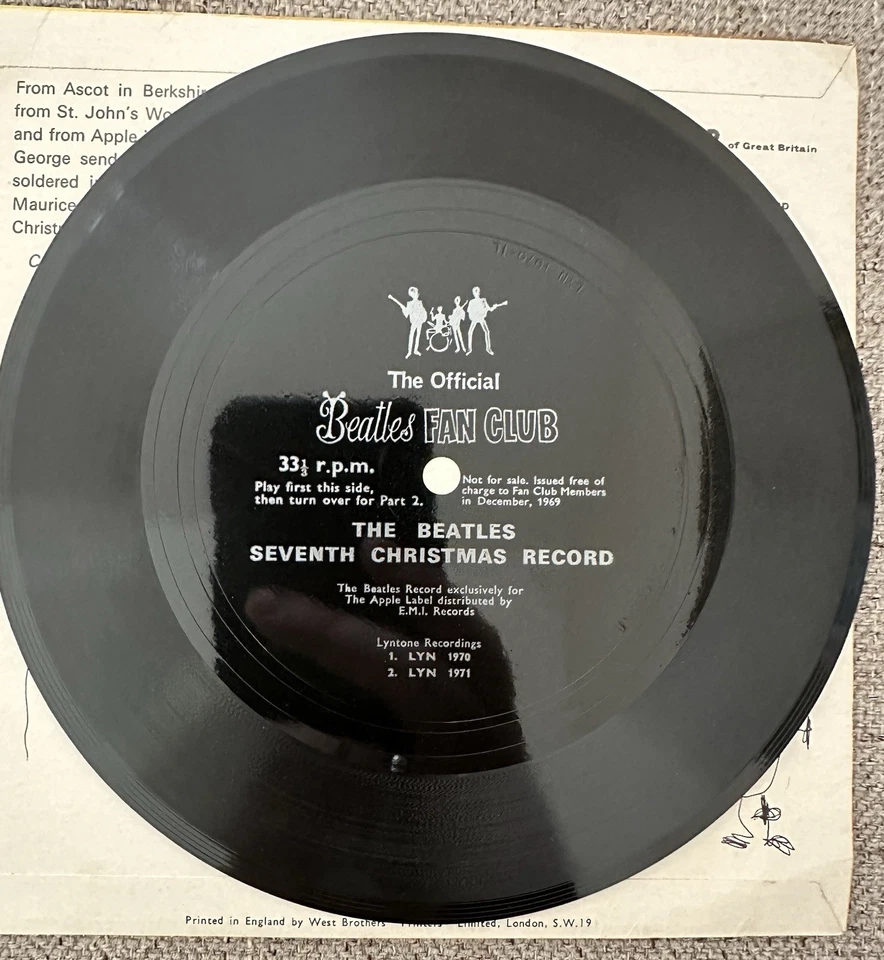 From Ascot in Berkshir
from St. John's Wo
and from Apple
George send
soldered i
Maurice
Christ
C
of Great Britain
The Official
Beatles FAN CLUB
33⅓ r.p.m.
Play first this side,
then turn over for Part 2.
Not for sale. Issued free of
charge to Fan Club Members
in December, 1969
THE BEATLES
SEVENTH CHRISTMAS RECORD
The Beatles Record exclusively for
The Apple Label distributed by
E.M.I. Records
Lyntone Recordings
1. LYN 1970
2. LYN 1971
Printed in England by West Brothers Printers Limited, London, S.W.19